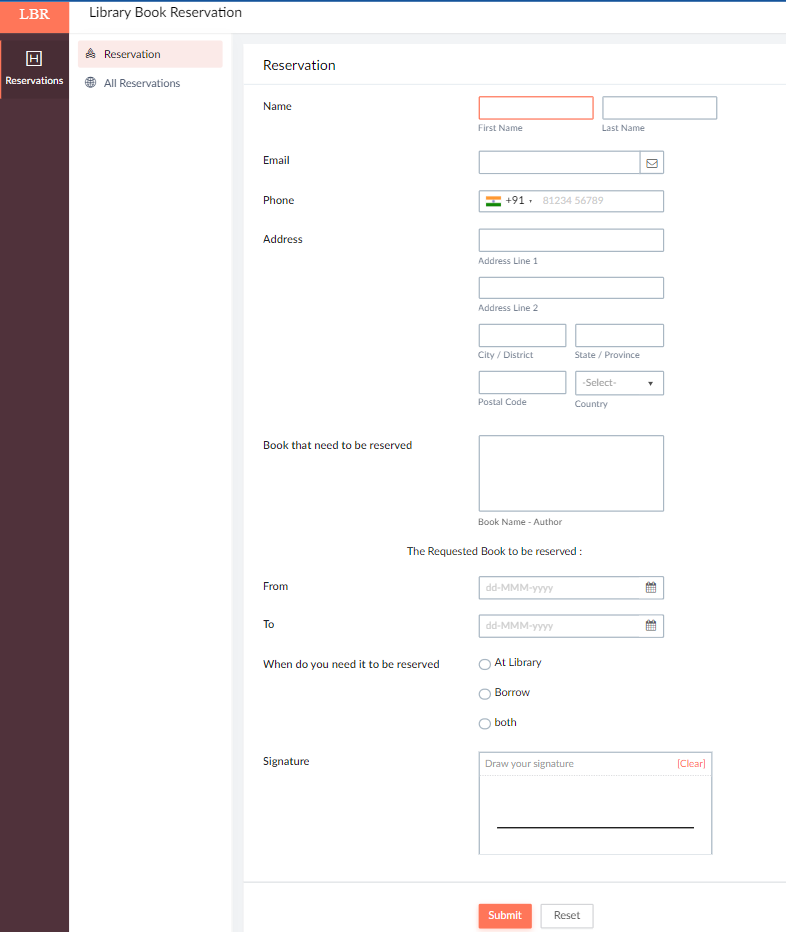 LBR
Library Book Reservation
Reservations
Reservation
All Reservations
Reservation
Name
First Name
Last Name
Email
Phone
+91
81234 56789
Address
Address Line 1
Address Line 2
City / District
State / Province
-Select-
Postal Code
Country
Book that need to be reserved
Book Name - Author
The Requested Book to be reserved :
From
dd-MMM-yyyy
To
dd-MMM-yyyy
When do you need it to be reserved
At Library
Borrow
both
Signature
Draw your signature
[Clear]
Submit
Reset